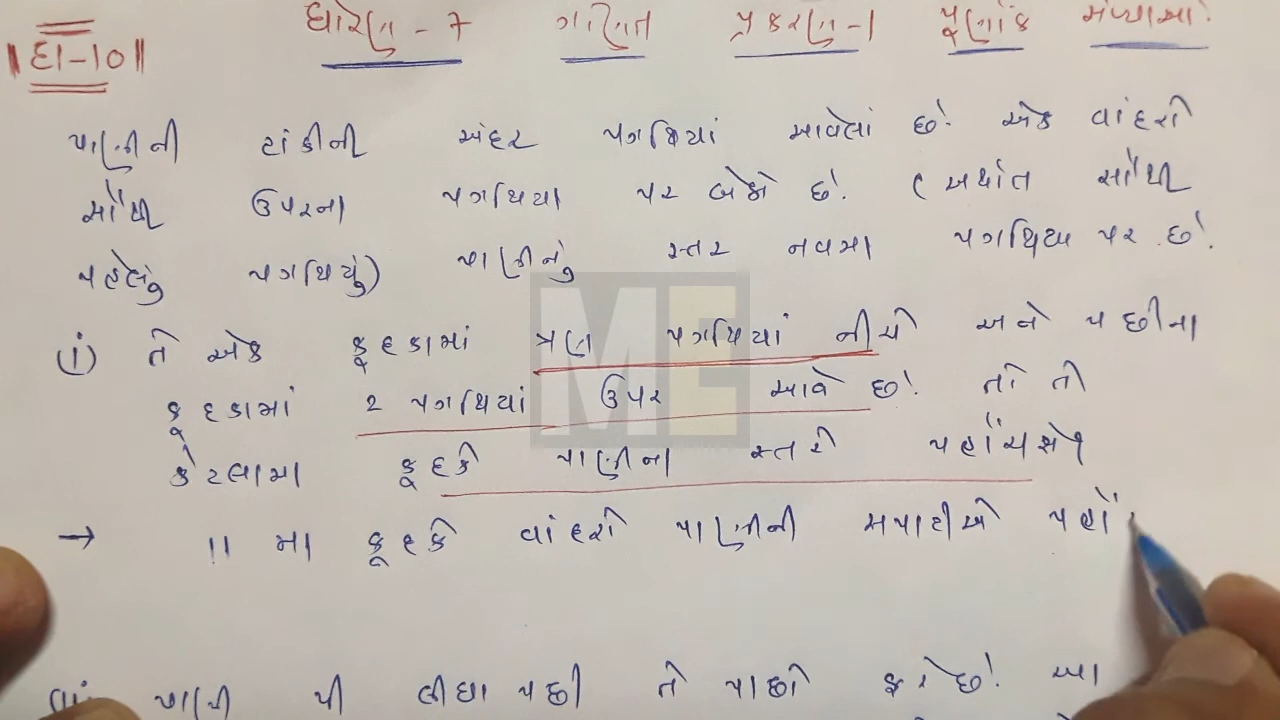 ધોરણ - 7 ગણિત પ્રકરણ-1 પૂર્ણાંક સંખ્યાઓ.
|| દા-10 ||
પાણીની ટાંકીની અંદર પગથિયાં આવેલાં છે. એક વાંદરો
સૌથી ઉપરના પગથિયા પર બેઠો છે. (અર્થાત સૌથી
પહેલું પગથિયું) પાણીનું સ્તર નવમા પગથિયા પર છે.
(i) તે એક કૂદકામાં ત્રણ પગથિયાં નીચે અને પછીના
કૂદકામાં 2 પગથિયાં ઉપર આવે છે. તો તે
કેટલામા કૂદકે પાણીના સ્તરે પહોંચશે?
→ 11 મા કૂદકે વાંદરો પાણીની સપાટીએ પહોં
ME
પાણી પી લીધા પછી તે પાછો ફરે છે. આ